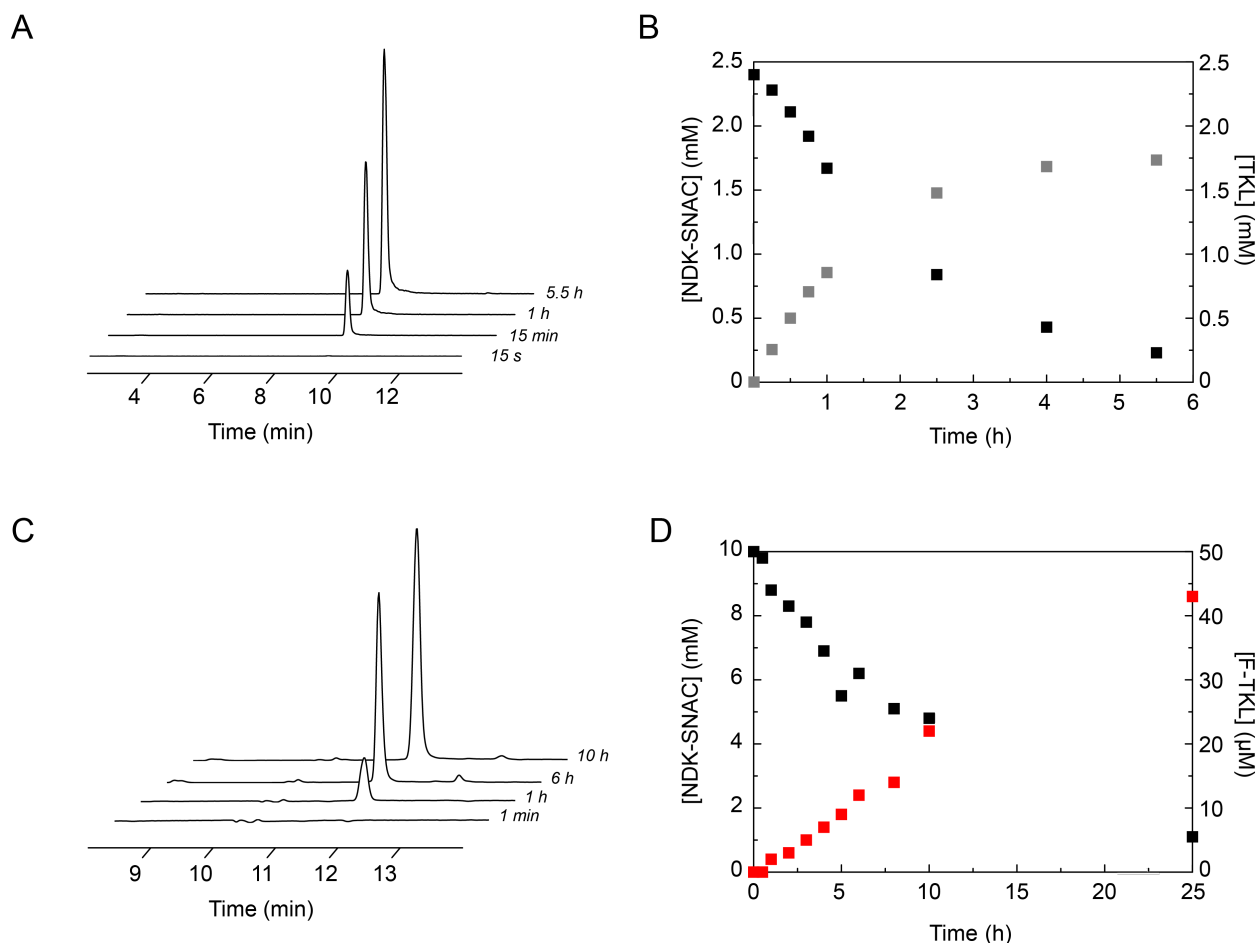 A
5.5 h
1 h
15 min
15 s
4 6 8 10 12
Time (min)
B
2.5 2.5
2.0 2.0
1.5 1.5
1.0 1.0
0.5 0.5
0 0
0 1 2 3 4 5 6
[NDK-SNAC] (mM)
[TKL] (mM)
Time (h)
C
10 h
6 h
1 h
1 min
9 10 11 12 13
Time (min)
D
10 50
8 40
6 30
4 20
2 10
0 0
0 5 10 15 20 25
[NDK-SNAC] (mM)
[F-TKL] (µM)
Time (h)